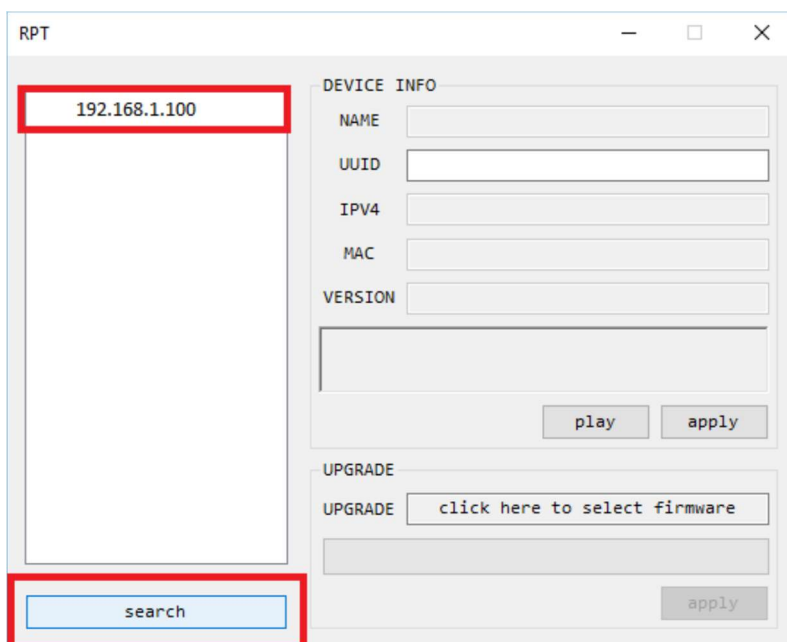 RPT
192.168.1.100
search
DEVICE INFO
NAME
UUID
IPV4
MAC
VERSION
play apply
UPGRADE
UPGRADE click here to select firmware
apply